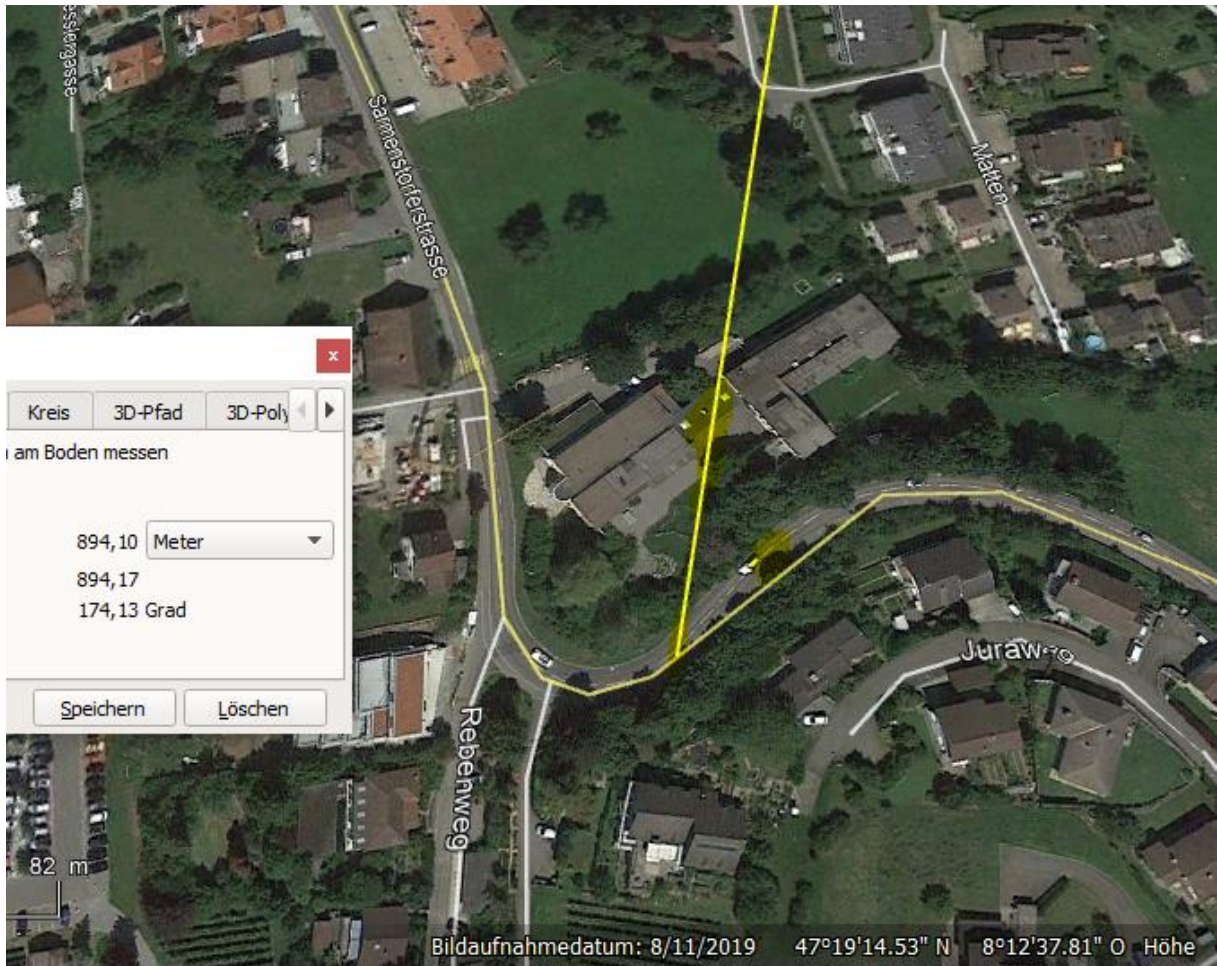 Sarmenstorferstrasse
Matten
x
Kreis 3D-Pfad 3D-Poly
am Boden messen
894,10 Meter
894,17
174,13 Grad
Speichern Löschen
Juraweg
Rebenweg
82 m
Bildaufnahmedatum: 8/11/2019 47°19'14.53" N 8°12'37.81" O Höhe